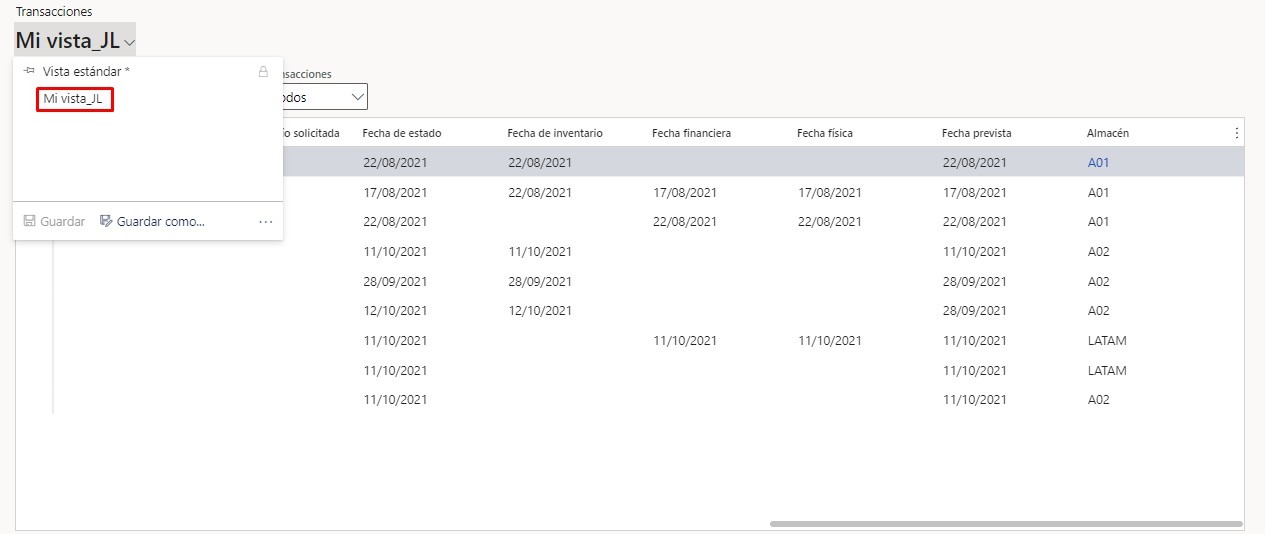 Transacciones
Mi vista_JL
Vista estándar *
Mi vista_JL
Guardar Guardar como... ...
nsacciones
odos
ío solicitada Fecha de estado Fecha de inventario Fecha financiera Fecha física Fecha prevista Almacén
22/08/2021 22/08/2021 22/08/2021 A01
17/08/2021 22/08/2021 17/08/2021 17/08/2021 17/08/2021 A01
22/08/2021 22/08/2021 22/08/2021 22/08/2021 A01
11/10/2021 11/10/2021 11/10/2021 A02
28/09/2021 28/09/2021 28/09/2021 A02
12/10/2021 12/10/2021 28/09/2021 A02
11/10/2021 11/10/2021 11/10/2021 11/10/2021 LATAM
11/10/2021 11/10/2021 LATAM
11/10/2021 11/10/2021 A02